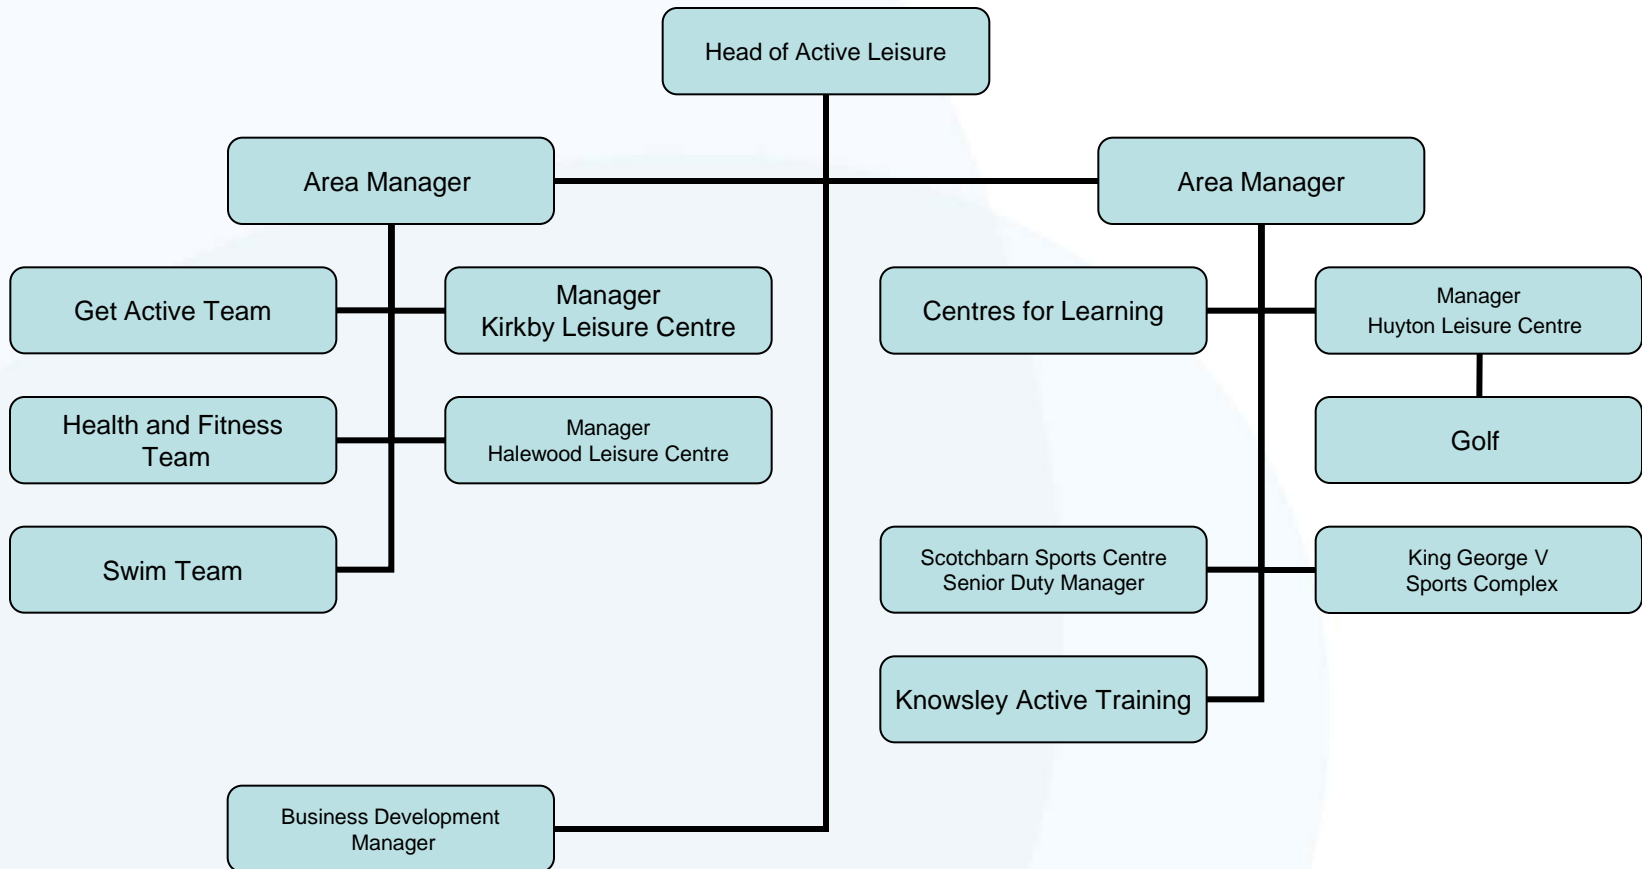 Head of Active Leisure
Area Manager
Area Manager
Get Active Team
Manager
Kirkby Leisure Centre
Centres for Learning
Manager
Huyton Leisure Centre
Health and Fitness
Team
Manager
Halewood Leisure Centre
Golf
Swim Team
Scotchbarn Sports Centre
Senior Duty Manager
King George V
Sports Complex
Knowsley Active Training
Business Development
Manager